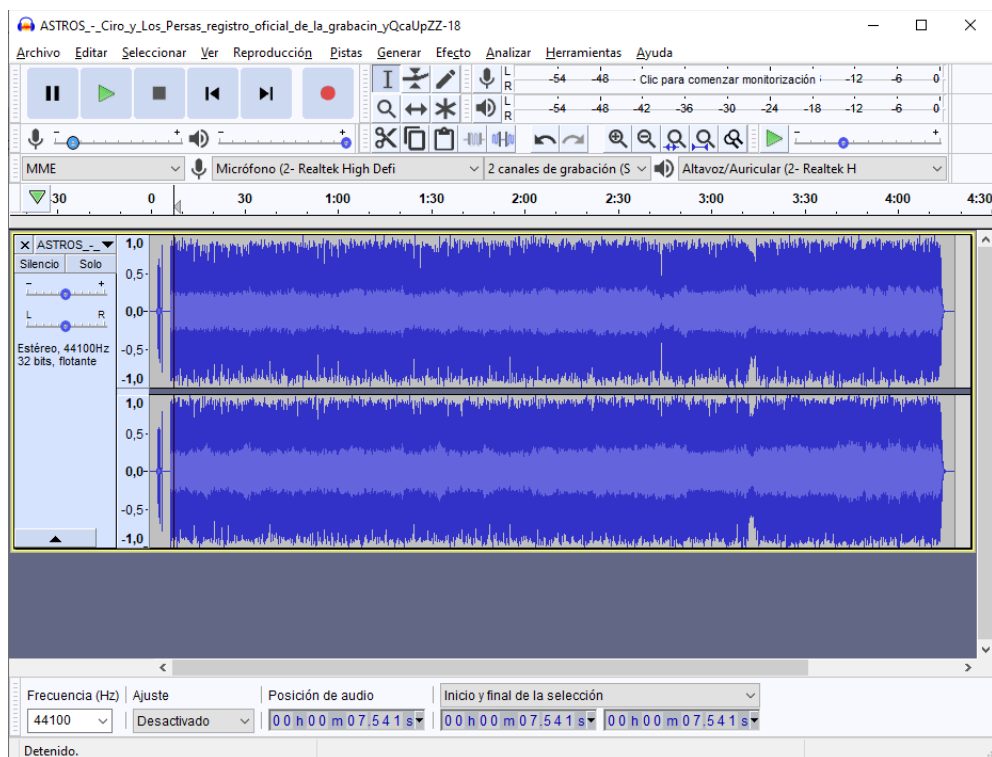 ASTROS_-_Ciro_y_Los_Persas_registro_oficial_de_la_grabacin_yQcaUpZZ-18
Archivo Editar Seleccionar Ver Reproducción Pistas Generar Efecto Analizar Herramientas Ayuda
L R -54 -48 - Clic para comenzar monitorización -12 -6 0
L R -54 -48 -42 -36 -30 -24 -18 -12 -6 0
- + - + - +
MME Micrófono (2- Realtek High Defi 2 canales de grabación (S Altavoz/Auricular (2- Realtek H
30 0 30 1:00 1:30 2:00 2:30 3:00 3:30 4:00 4:30
ASTROS_-_ 1,0
Silencio Solo
0,5
- +
L R 0,0
Estéreo, 44100Hz -0,5
32 bits, flotante
-1,0
1,0
0,5
0,0
-0,5
-1,0
Frecuencia (Hz) Ajuste Posición de audio Inicio y final de la selección
44100 Desactivado 00 h 00 m 07.541 s 00 h 00 m 07.541 s 00 h 00 m 07.541 s
Detenido.